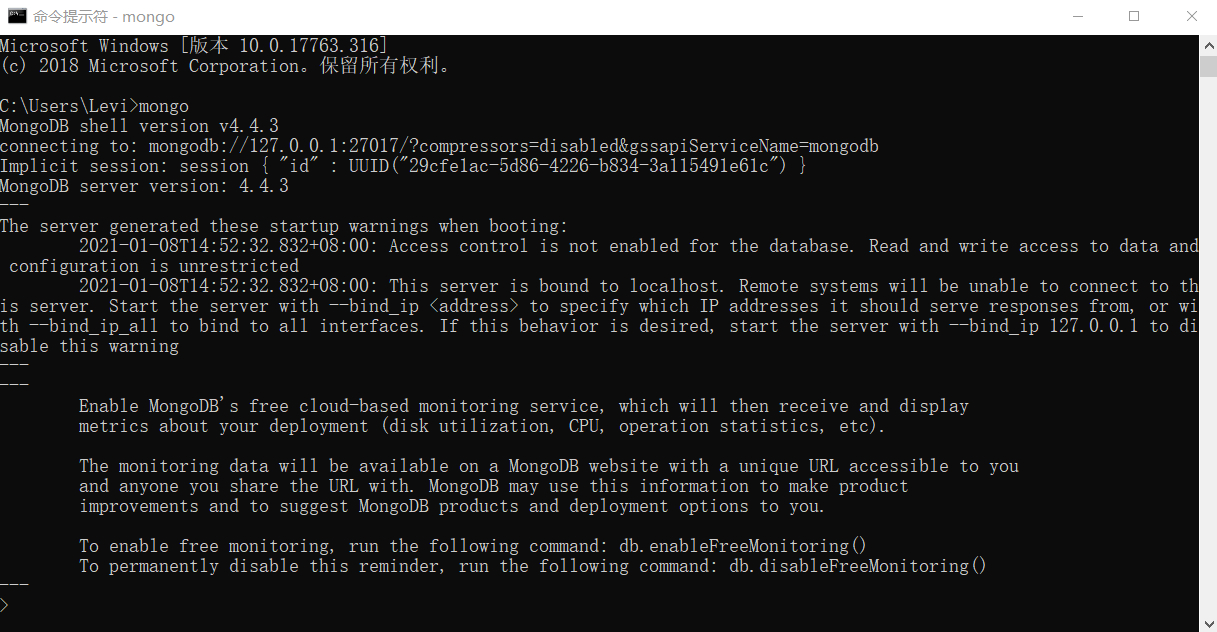 命令提示符 - mongo
Microsoft Windows [版本 10.0.17763.316]
(c) 2018 Microsoft Corporation。保留所有权利。
C:\Users\Levi>mongo
MongoDB shell version v4.4.3
connecting to: mongodb://127.0.0.1:27017/?compressors=disabled&gssapiServiceName=mongodb
Implicit session: session { "id" : UUID("29cfe1ac-5d86-4226-b834-3a115491e61c") }
MongoDB server version: 4.4.3
---
The server generated these startup warnings when booting:
2021-01-08T14:52:32.832+08:00: Access control is not enabled for the database. Read and write access to data and
configuration is unrestricted
2021-01-08T14:52:32.832+08:00: This server is bound to localhost. Remote systems will be unable to connect to th
is server. Start the server with --bind_ip <address> to specify which IP addresses it should serve responses from, or wi
th --bind_ip_all to bind to all interfaces. If this behavior is desired, start the server with --bind_ip 127.0.0.1 to di
sable this warning
---
---
Enable MongoDB's free cloud-based monitoring service, which will then receive and display
metrics about your deployment (disk utilization, CPU, operation statistics, etc).
The monitoring data will be available on a MongoDB website with a unique URL accessible to you
and anyone you share the URL with. MongoDB may use this information to make product
improvements and to suggest MongoDB products and deployment options to you.
To enable free monitoring, run the following command: db.enableFreeMonitoring()
To permanently disable this reminder, run the following command: db.disableFreeMonitoring()
---
>